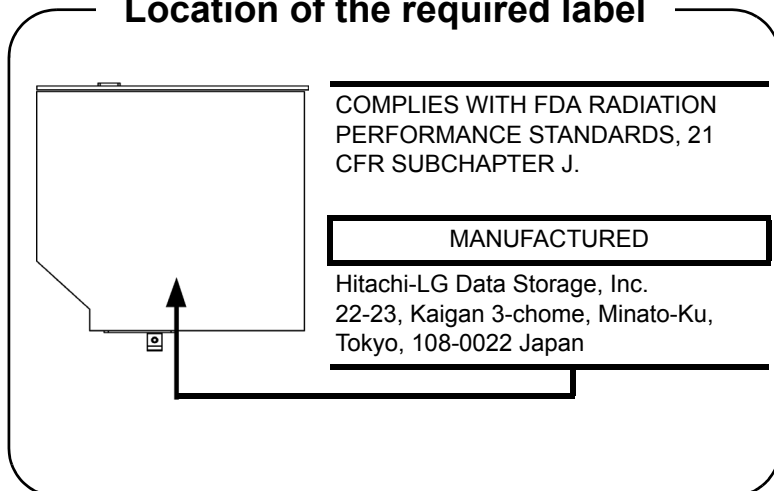 Location of the required label
COMPLIES WITH FDA RADIATION
PERFORMANCE STANDARDS, 21
CFR SUBCHAPTER J.
MANUFACTURED
Hitachi-LG Data Storage, Inc.
22-23, Kaigan 3-chome, Minato-Ku,
Tokyo, 108-0022 Japan